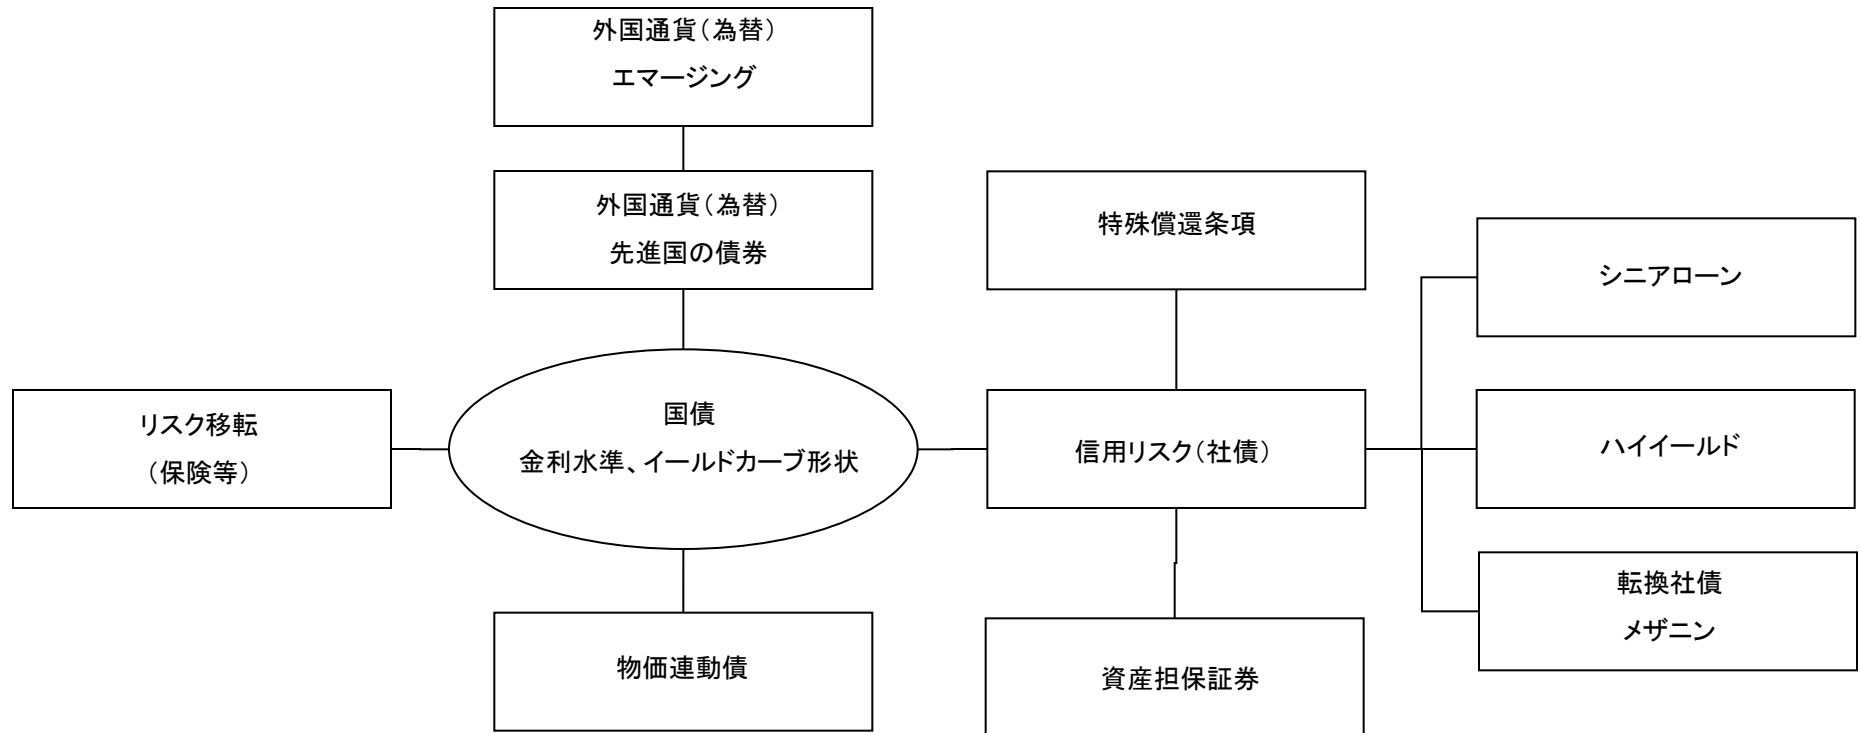 外国通貨（為替）
エマージング
外国通貨（為替）
先進国の債券
特殊償還条項
シニアローン
リスク移転
（保険等）
国債
金利水準、イールドカーブ形状
信用リスク（社債）
ハイイールド
転換社債
メザニン
物価連動債
資産担保証券